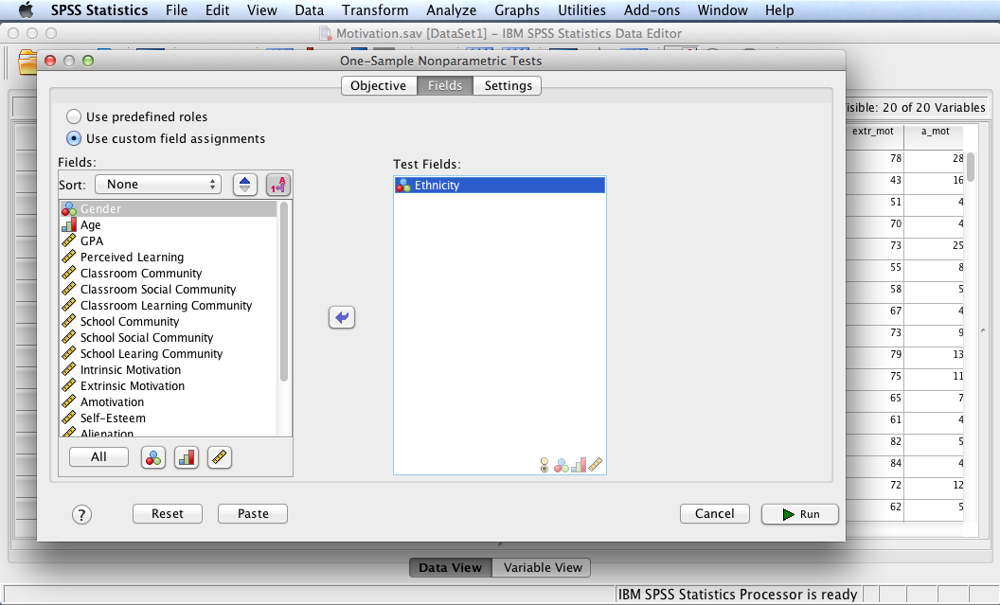 SPSS Statistics File Edit View Data Transform Analyze Graphs Utilities Add-ons Window Help
Motivation.sav [DataSet1] – IBM SPSS Statistics Data Editor
One-Sample Nonparametric Tests
Objective Fields Settings
Use predefined roles
Use custom field assignments
Fields:
Sort: None
Gender
Age
GPA
Perceived Learning
Classroom Community
Classroom Social Community
Classroom Learning Community
School Community
School Social Community
School Learing Community
Intrinsic Motivation
Extrinsic Motivation
Amotivation
Self-Esteem
Alienation
All
Test Fields:
Ethnicity
? Reset Paste Cancel Run
isible: 20 of 20 Variables
extr_mot a_mot
78 28
43 16
51 4
70 4
73 25
55 8
58 5
67 4
73 9
79 13
75 11
65 7
61 4
82 5
84 4
72 12
62 5
Data View Variable View
IBM SPSS Statistics Processor is ready